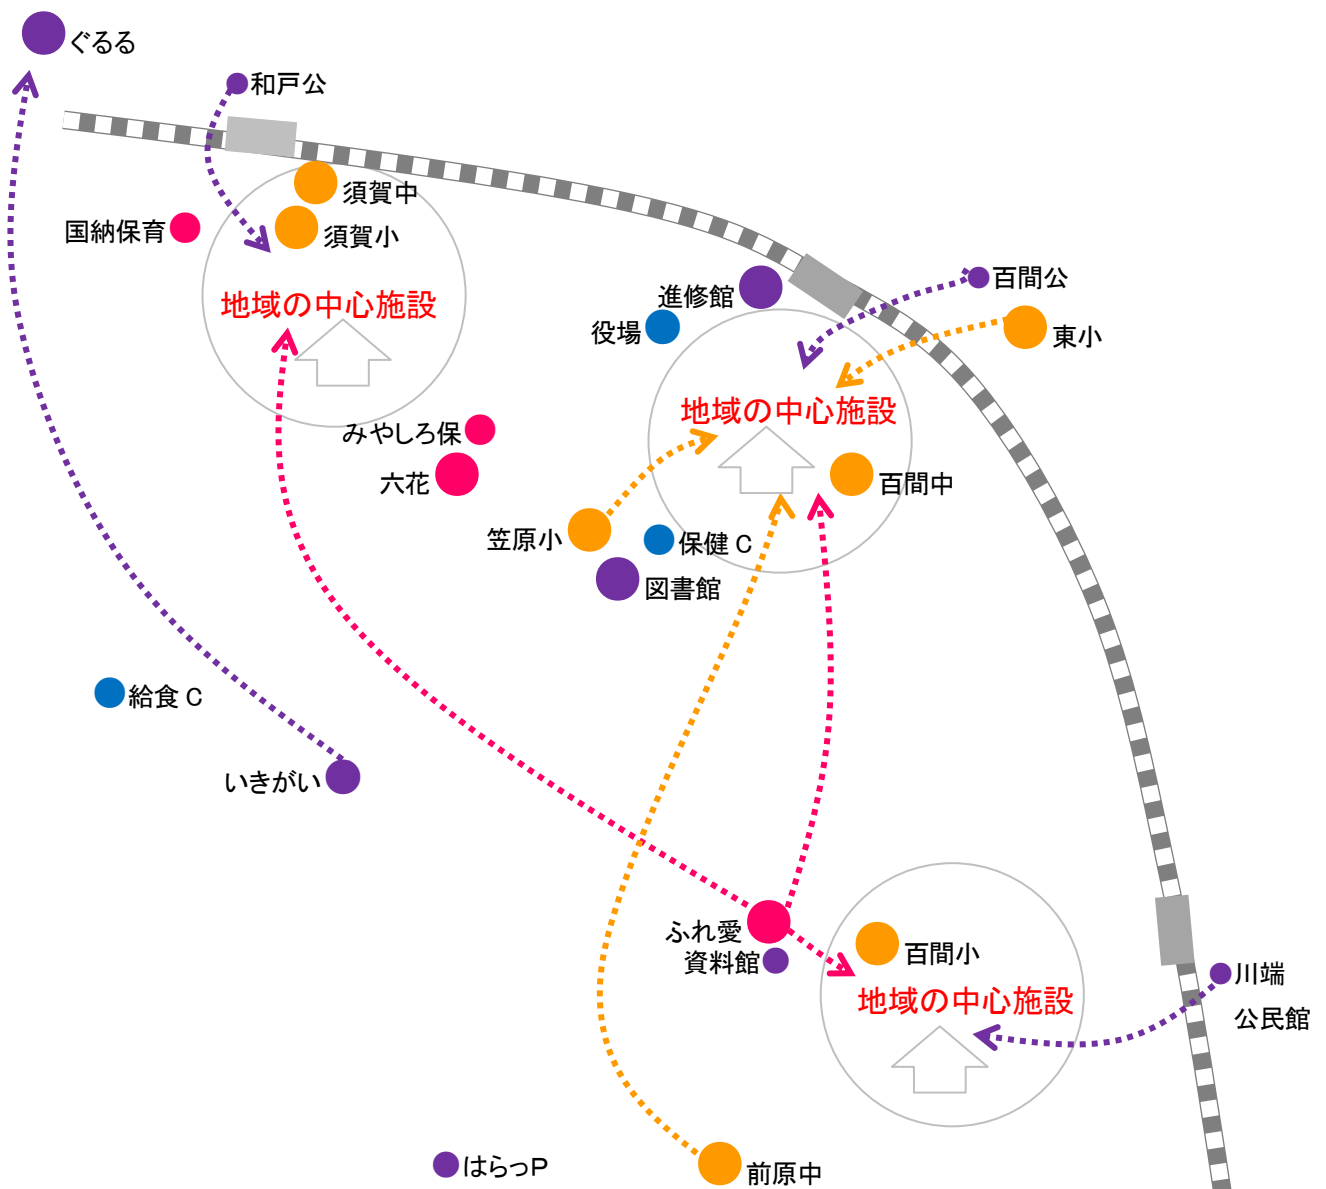 ぐるる
和戸公
須賀中
国納保育
須賀小
地域の中心施設
進修館
百間公
役場
東小
地域の中心施設
みやしろ保
六花
百間中
笠原小
保健C
図書館
給食C
いきがい
ふれ愛
資料館
百間小
地域の中心施設
川端
公民館
はらっP
前原中